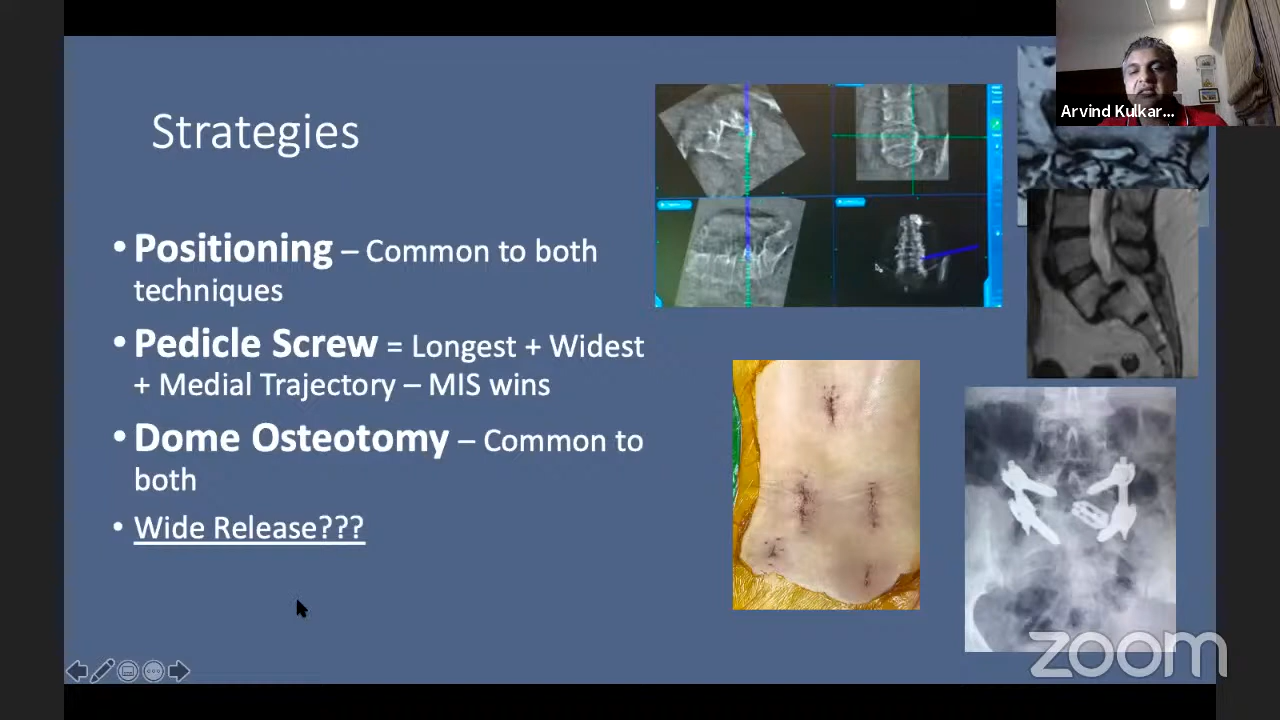 Arvind Kulkar...
Strategies
• Positioning – Common to both
techniques
• Pedicle Screw = Longest + Widest
+ Medial Trajectory – MIS wins
• Dome Osteotomy – Common to
both
• Wide Release???
zoom